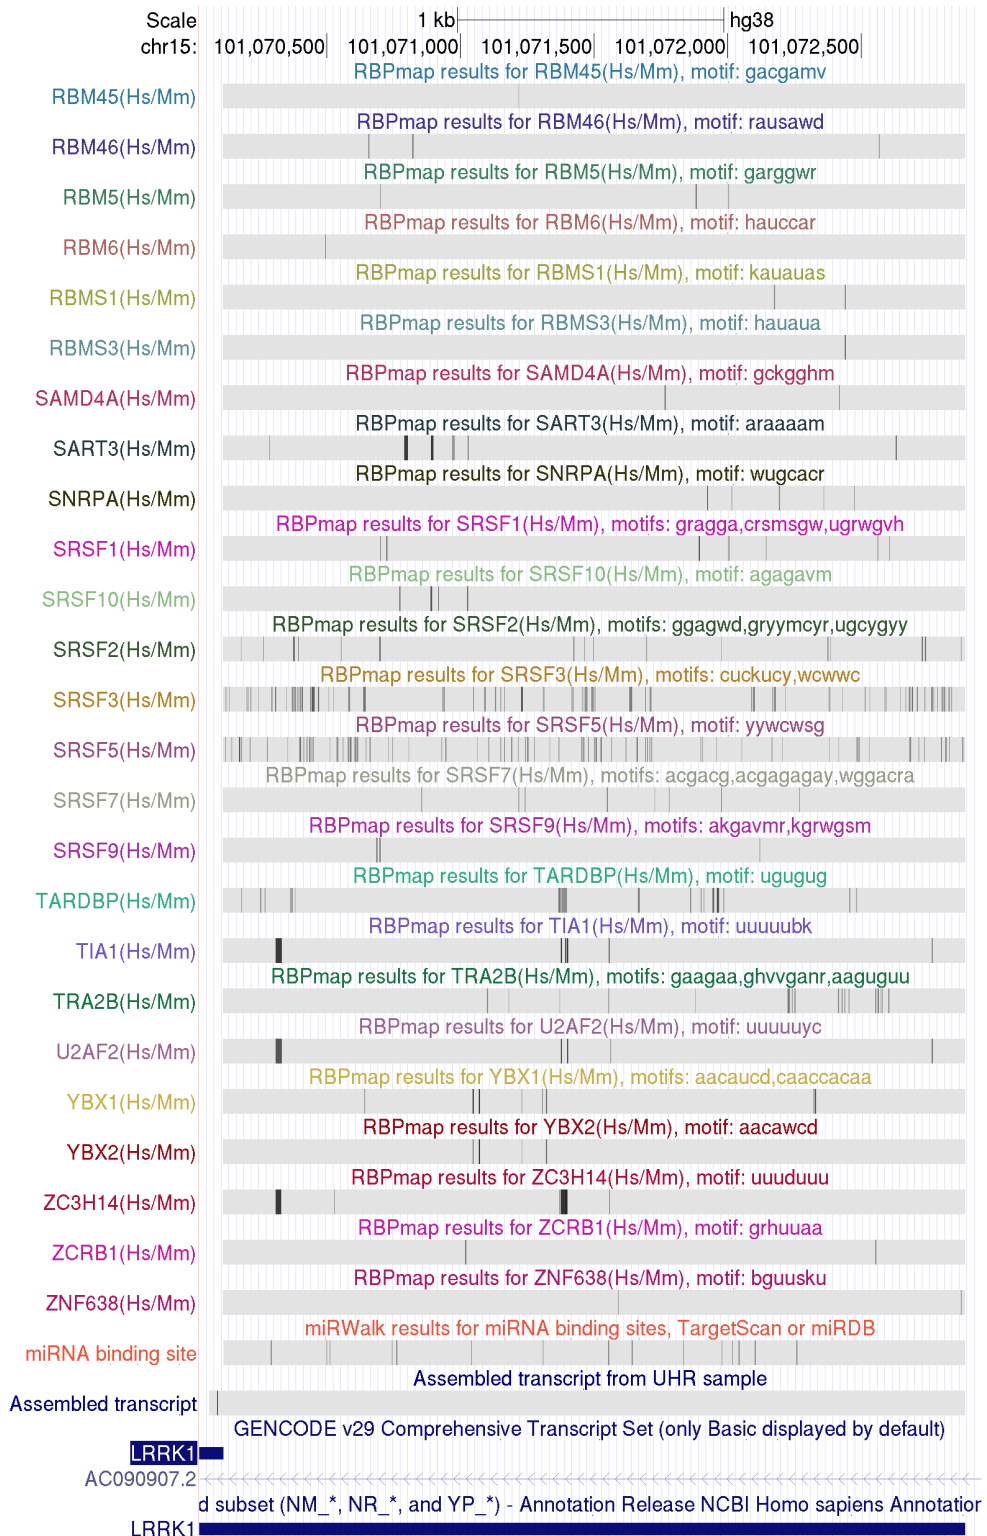 Scale 1 kb hg38
chr15: 101,070,500 101,071,000 101,071,500 101,072,000 101,072,500
RBPmap results for RBM45(Hs/Mm), motif: gacgamv
RBM45(Hs/Mm)
RBPmap results for RBM46(Hs/Mm), motif: rausawd
RBM46(Hs/Mm)
RBPmap results for RBM5(Hs/Mm), motif: garggwr
RBM5(Hs/Mm)
RBPmap results for RBM6(Hs/Mm), motif: hauccar
RBM6(Hs/Mm)
RBPmap results for RBMS1(Hs/Mm), motif: kauauas
RBMS1(Hs/Mm)
RBPmap results for RBMS3(Hs/Mm), motif: hauaua
RBMS3(Hs/Mm)
RBPmap results for SAMD4A(Hs/Mm), motif: gckgghm
SAMD4A(Hs/Mm)
RBPmap results for SART3(Hs/Mm), motif: araaaam
SART3(Hs/Mm)
RBPmap results for SNRPA(Hs/Mm), motif: wugcacr
SNRPA(Hs/Mm)
RBPmap results for SRSF1(Hs/Mm), motifs: gragga,crsmsgw,ugrwgvh
SRSF1(Hs/Mm)
RBPmap results for SRSF10(Hs/Mm), motif: agagavm
SRSF10(Hs/Mm)
RBPmap results for SRSF2(Hs/Mm), motifs: ggagwd,gryymcyr,ugcygyy
SRSF2(Hs/Mm)
RBPmap results for SRSF3(Hs/Mm), motifs: cuckucy,wcwwc
SRSF3(Hs/Mm)
RBPmap results for SRSF5(Hs/Mm), motif: yywcwsg
SRSF5(Hs/Mm)
RBPmap results for SRSF7(Hs/Mm), motifs: acgacg,acgagagay,wggacra
SRSF7(Hs/Mm)
RBPmap results for SRSF9(Hs/Mm), motifs: akgavmr,kgrwgsm
SRSF9(Hs/Mm)
RBPmap results for TARDBP(Hs/Mm), motif: ugugug
TARDBP(Hs/Mm)
RBPmap results for TIA1(Hs/Mm), motif: uuuuubk
TIA1(Hs/Mm)
RBPmap results for TRA2B(Hs/Mm), motifs: gaagaa,ghvvganr,aaguguu
TRA2B(Hs/Mm)
RBPmap results for U2AF2(Hs/Mm), motif: uuuuuyc
U2AF2(Hs/Mm)
RBPmap results for YBX1(Hs/Mm), motifs: aacaucd,caaccacaa
YBX1(Hs/Mm)
RBPmap results for YBX2(Hs/Mm), motif: aacawcd
YBX2(Hs/Mm)
RBPmap results for ZC3H14(Hs/Mm), motif: uuuduuu
ZC3H14(Hs/Mm)
RBPmap results for ZCRB1(Hs/Mm), motif: grhuuaa
ZCRB1(Hs/Mm)
RBPmap results for ZNF638(Hs/Mm), motif: bguusku
ZNF638(Hs/Mm)
miRWalk results for miRNA binding sites, TargetScan or miRDB
miRNA binding site
Assembled transcript from UHR sample
Assembled transcript
GENCODE v29 Comprehensive Transcript Set (only Basic displayed by default)
LRRK1
AC090907.2
d subset (NM_*, NR_*, and YP_*) - Annotation Release NCBI Homo sapiens Annotatior
LRRK1